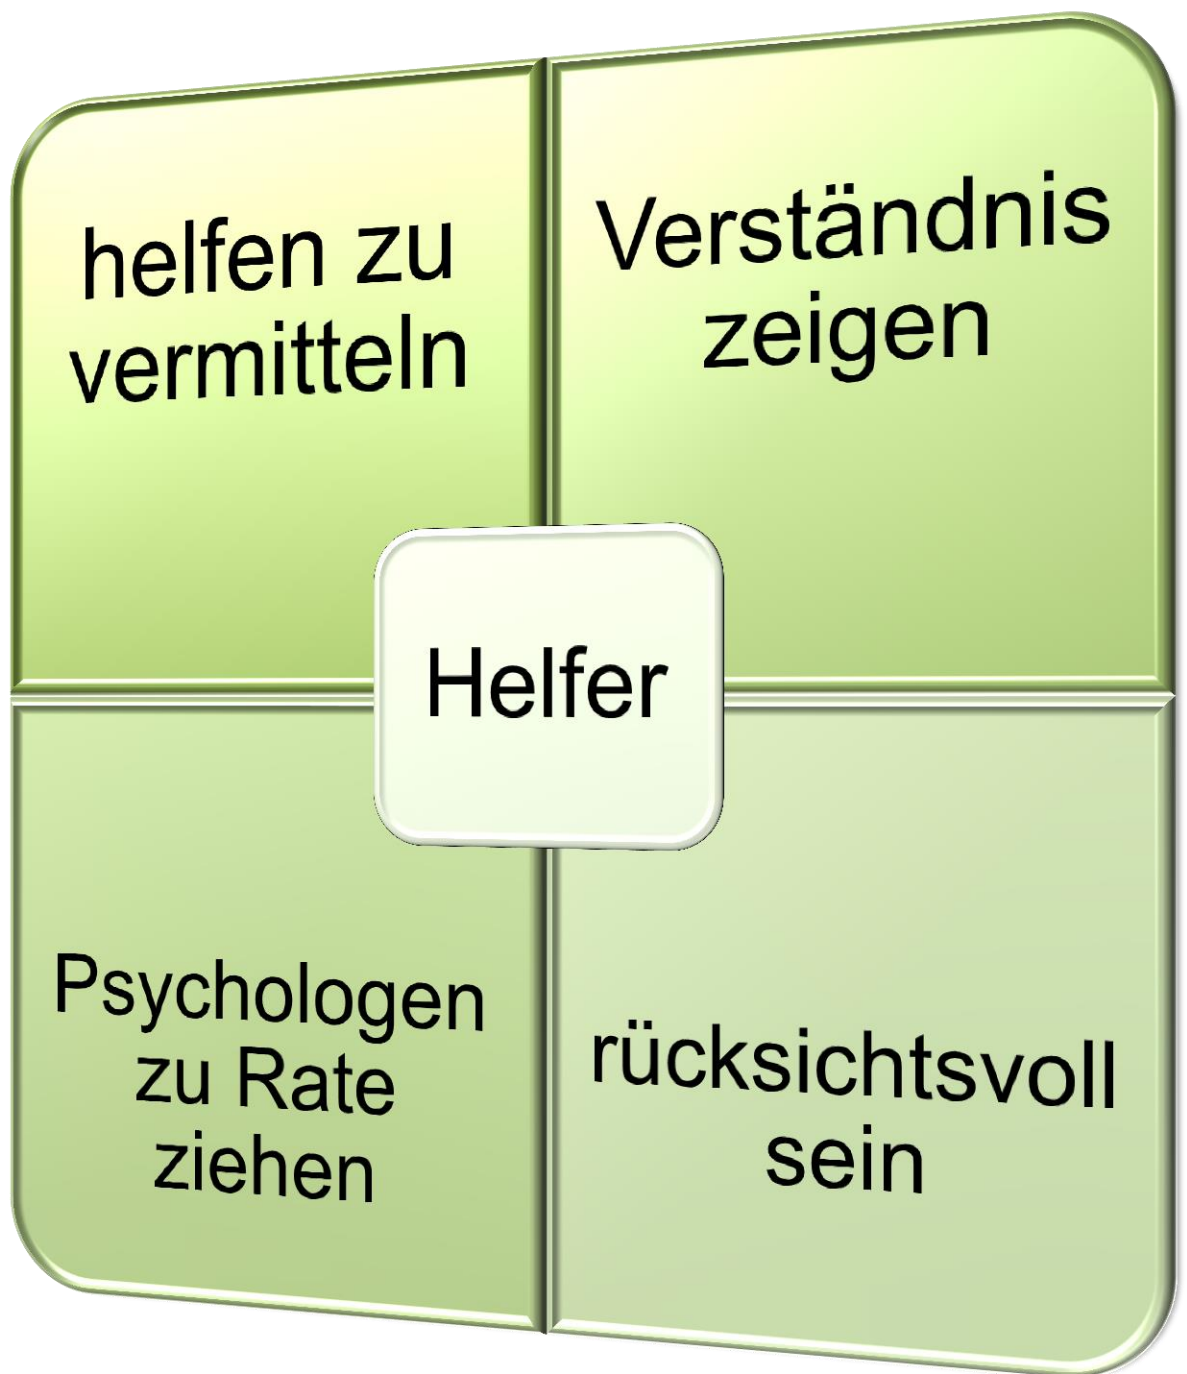 helfen zu
vermitteln
Verständnis
zeigen
Helfer
Psychologen
zu Rate
ziehen
rücksichtsvoll
sein